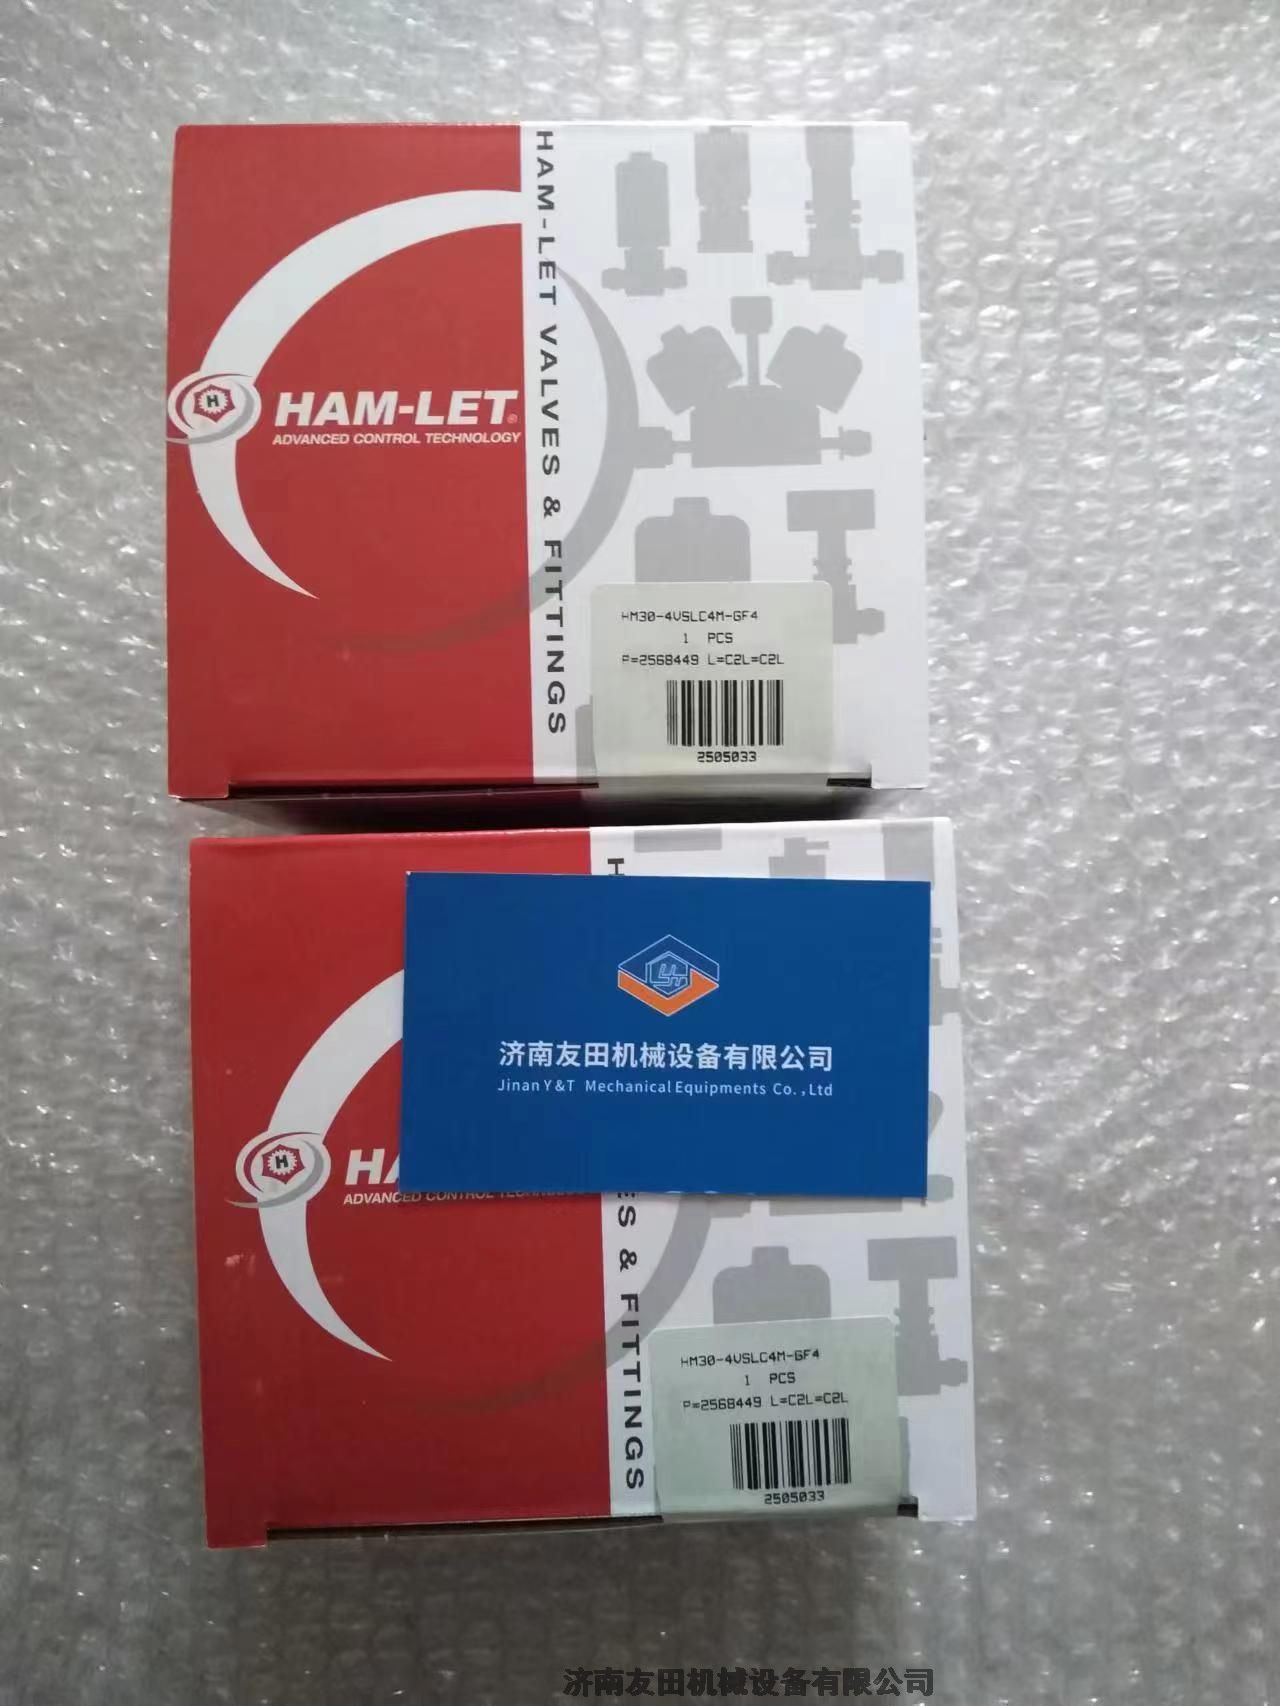 HAM-LET VALVES & FITTINGS
H
HAM-LET®
ADVANCED CONTROL TECHNOLOGY
HM30-4VSLC4M-GF4
1 PCS
P=2568449 L=C2L=C2L
2505033
H
济南友田机械设备有限公司
Jinan Y&T Mechanical Equipments Co.,Ltd
H
HA
ADVANCED CONTROL TECHNOLOGY
ES & FITTINGS
HM30-4VSLC4M-GF4
1 PCS
P=2568449 L=C2L=C2L
2505033
济南友田机械设备有限公司